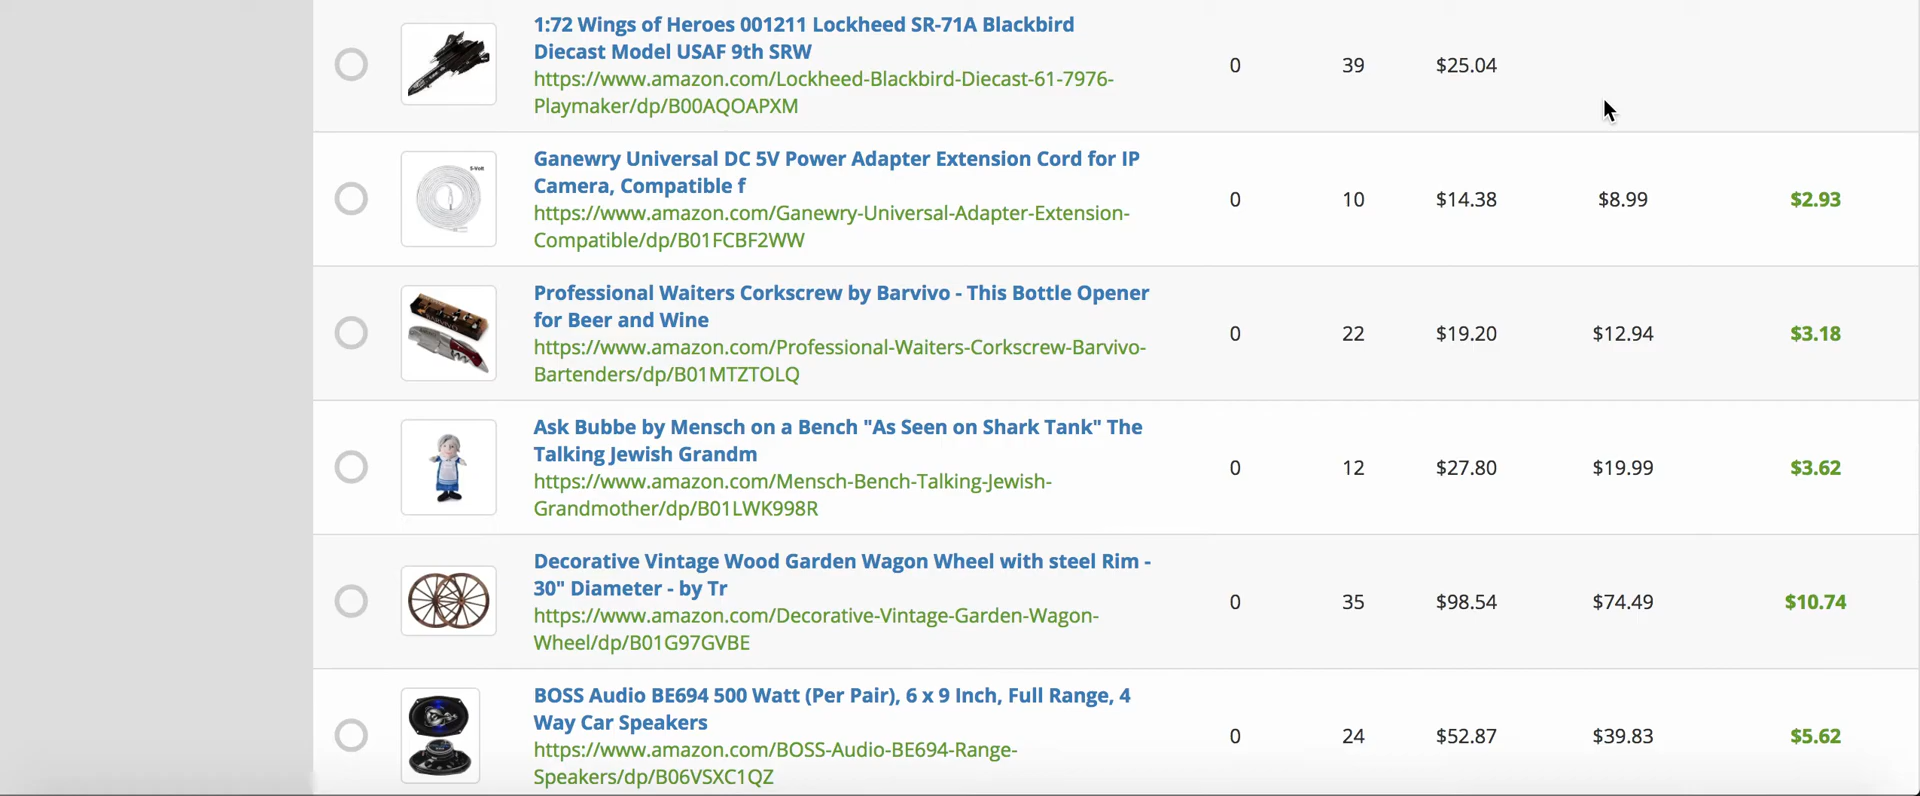 1:72 Wings of Heroes 001211 Lockheed SR-71A Blackbird
Diecast Model USAF 9th SRW
https://www.amazon.com/Lockheed-Blackbird-Diecast-61-7976-
Playmaker/dp/B00AQOAPXM
0 39 $25.04
5-Volt
Ganewry Universal DC 5V Power Adapter Extension Cord for IP
Camera, Compatible f
https://www.amazon.com/Ganewry-Universal-Adapter-Extension-
Compatible/dp/B01FCBF2WW
0 10 $14.38 $8.99 $2.93
Professional Waiters Corkscrew by Barvivo - This Bottle Opener
for Beer and Wine
https://www.amazon.com/Professional-Waiters-Corkscrew-Barvivo-
Bartenders/dp/B01MTZTOLQ
0 22 $19.20 $12.94 $3.18
Ask Bubbe by Mensch on a Bench "As Seen on Shark Tank" The
Talking Jewish Grandm
https://www.amazon.com/Mensch-Bench-Talking-Jewish-
Grandmother/dp/B01LWK998R
0 12 $27.80 $19.99 $3.62
Decorative Vintage Wood Garden Wagon Wheel with steel Rim -
30" Diameter - by Tr
https://www.amazon.com/Decorative-Vintage-Garden-Wagon-
Wheel/dp/B01G97GVBE
0 35 $98.54 $74.49 $10.74
BOSS Audio BE694 500 Watt (Per Pair), 6 x 9 Inch, Full Range, 4
Way Car Speakers
https://www.amazon.com/BOSS-Audio-BE694-Range-
Speakers/dp/B06VSXC1QZ
0 24 $52.87 $39.83 $5.62